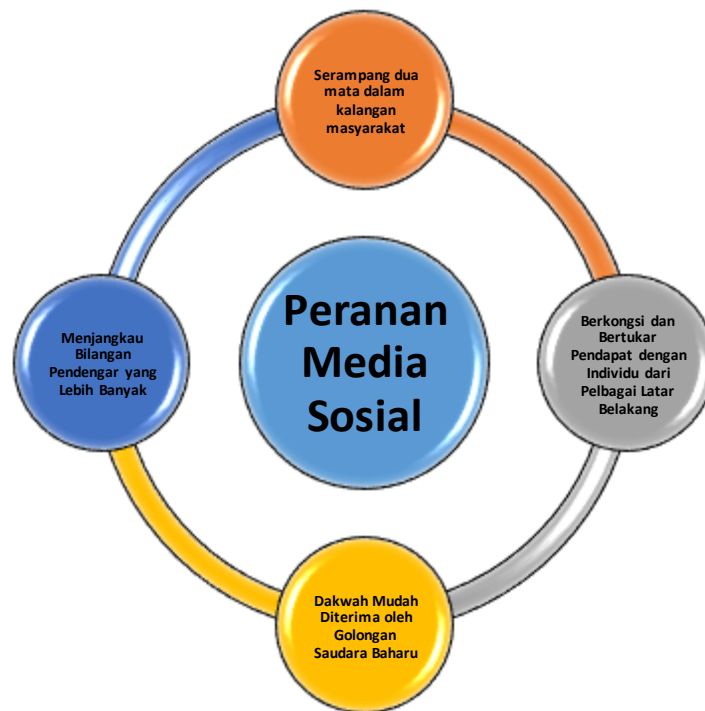 Serampang dua
mata dalam
kalangan
masyarakat
Peranan
Media
Sosial
Berkongsi dan
Bertukar
Pendapat dengan
Individu dari
Pelbagai Latar
Belakang
Dakwah Mudah
Diterima oleh
Golongan
Saudara Baharu
Menjangkau
Bilangan
Pendengar yang
Lebih Banyak